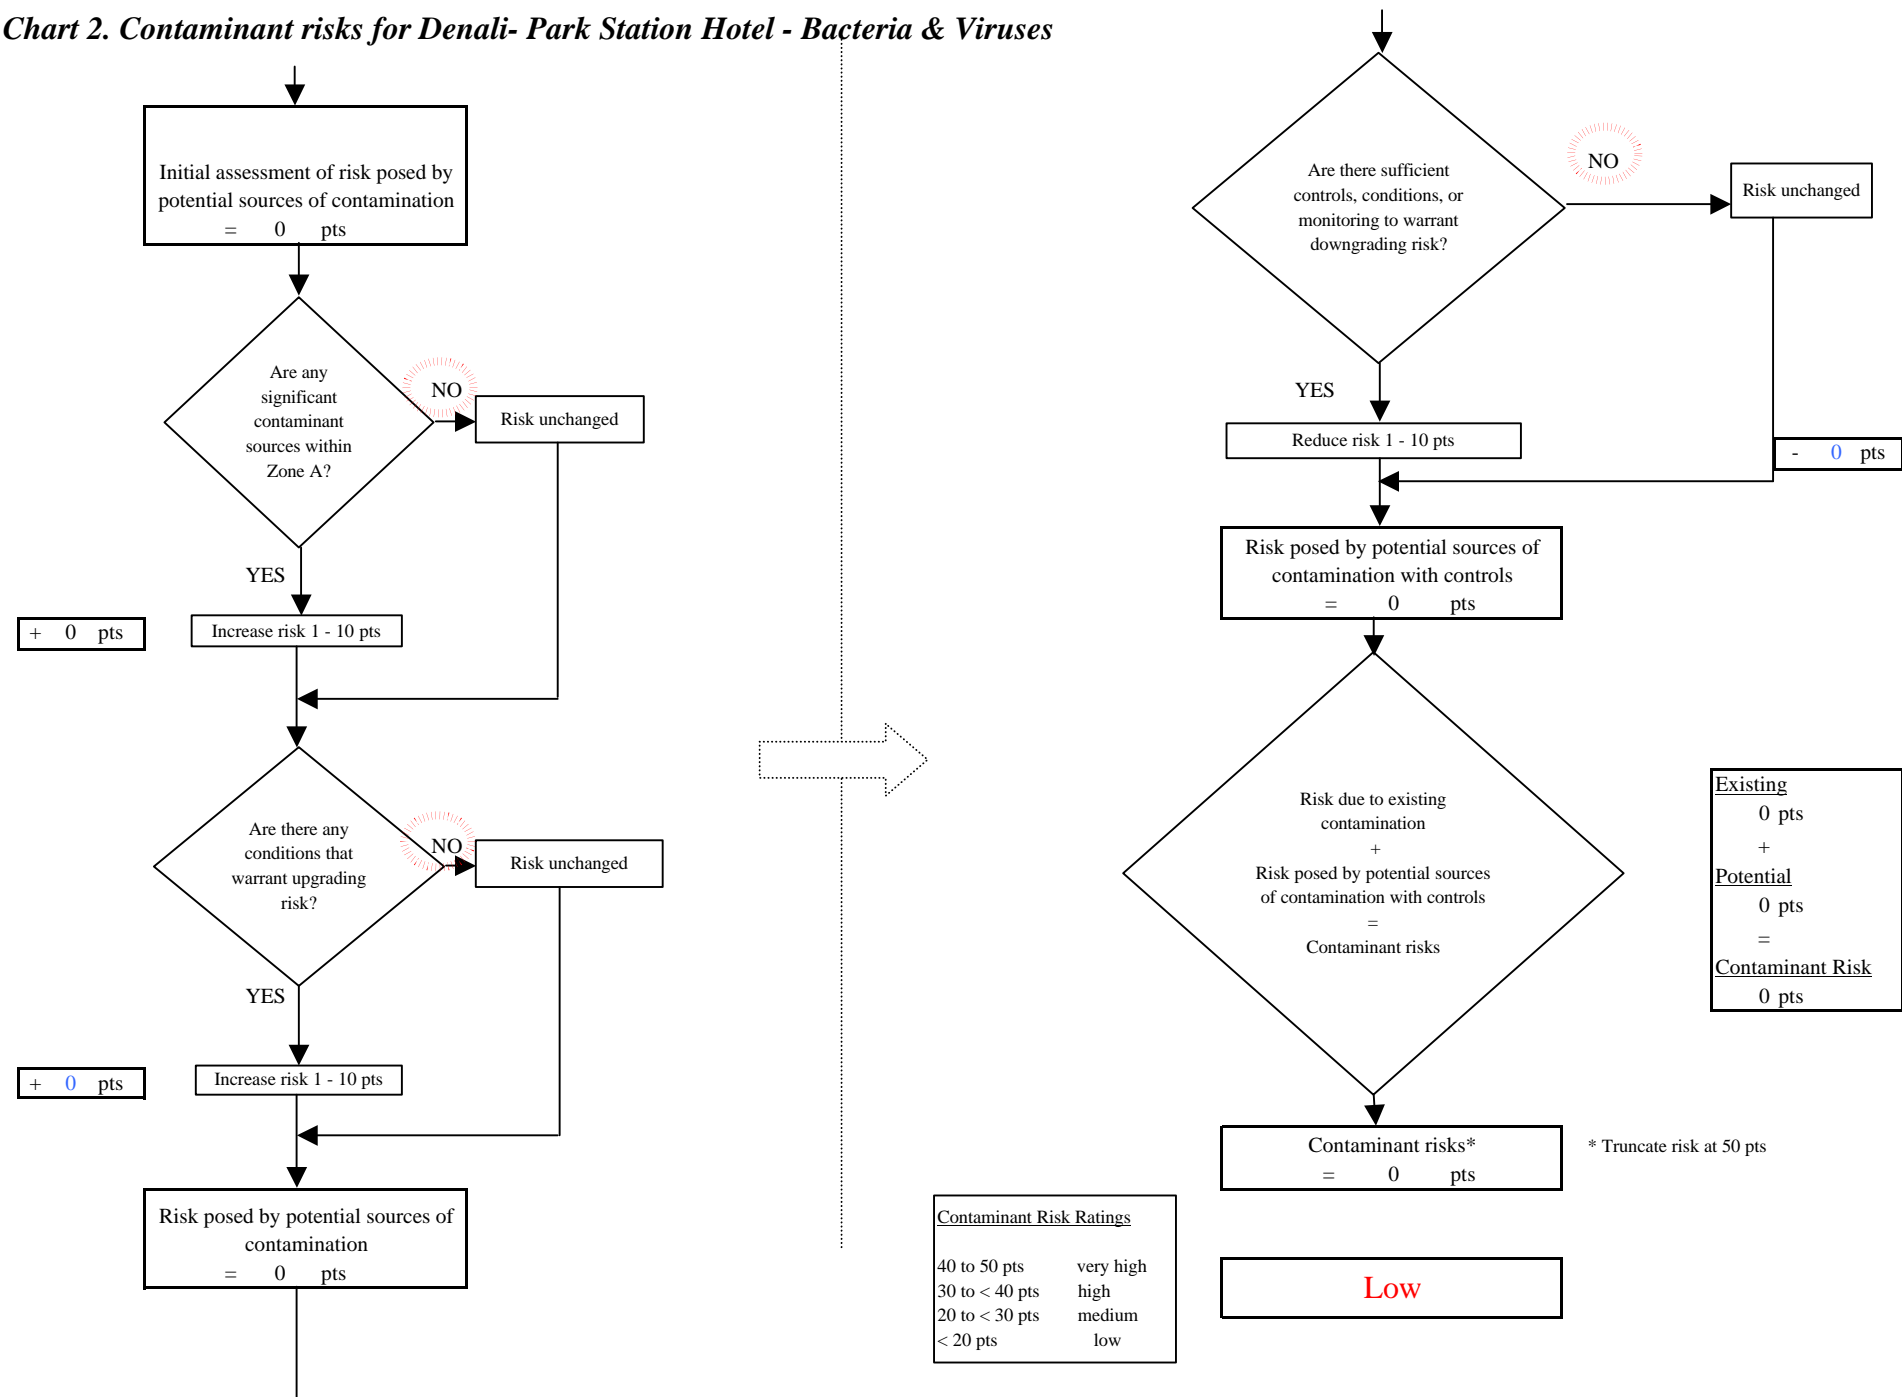 Chart 2. Contaminant risks for Denali- Park Station Hotel - Bacteria & Viruses
Initial assessment of risk posed by
potential sources of contamination
= 0 pts
Are any
significant
contaminant
sources within
Zone A?
NO
Risk unchanged
YES
+ 0 pts
Increase risk 1 - 10 pts
Are there any
conditions that
warrant upgrading
risk?
NO
Risk unchanged
YES
+ 0 pts
Increase risk 1 - 10 pts
Risk posed by potential sources of
contamination
= 0 pts
Are there sufficient
controls, conditions, or
monitoring to warrant
downgrading risk?
NO
Risk unchanged
YES
Reduce risk 1 - 10 pts
- 0 pts
Risk posed by potential sources of
contamination with controls
= 0 pts
Risk due to existing
contamination
+
Risk posed by potential sources
of contamination with controls
=
Contaminant risks
Existing
0 pts
+
Potential
0 pts
=
Contaminant Risk
0 pts
Contaminant risks*
= 0 pts
* Truncate risk at 50 pts
Contaminant Risk Ratings
40 to 50 pts very high
30 to < 40 pts high
20 to < 30 pts medium
< 20 pts low
Low